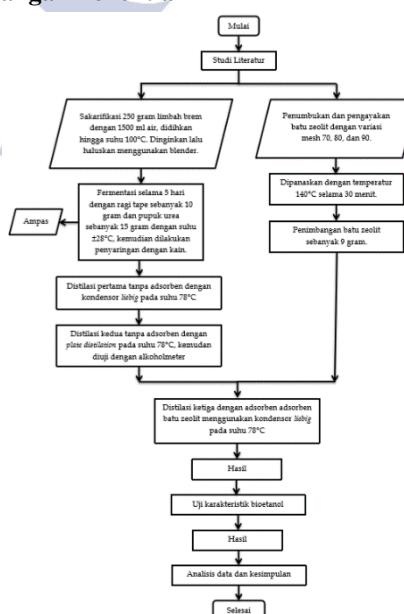 Mulai
Studi Literatur
Sakarifikasi 250 gram limbah brem
dengan 1500 ml air, didihkan
hingga suhu 100°C. Dinginkan lalu
haluskan menggunakan blender.
Penumbukan dan pengayakan
batu zeolit dengan variasi
mesh 70, 80, dan 90.
Fermentasi selama 5 hari
dengan ragi tape sebanyak 10
gram dan pupuk urea
sebanyak 15 gram dengan suhu
±28°C, kemudian dilakukan
penyaringan dengan kain.
Ampas
Dipanaskan dengan temperatur
140°C selama 30 menit.
Penimbangan batu zeolit
sebanyak 9 gram.
Distilasi pertama tanpa adsorben dengan
kondensor liebig pada suhu 78°C
Distilasi kedua tanpa adsorben dengan
plate distilation pada suhu 78°C, kemudan
diuji dengan alkoholmeter
Distilasi ketiga dengan adsorben adsorben
batu zeolit menggunakan kondensor liebig
pada suhu 78°C
Hasil
Uji karakteristik bioetanol
Hasil
Analisis data dan kesimpulan
Selesai